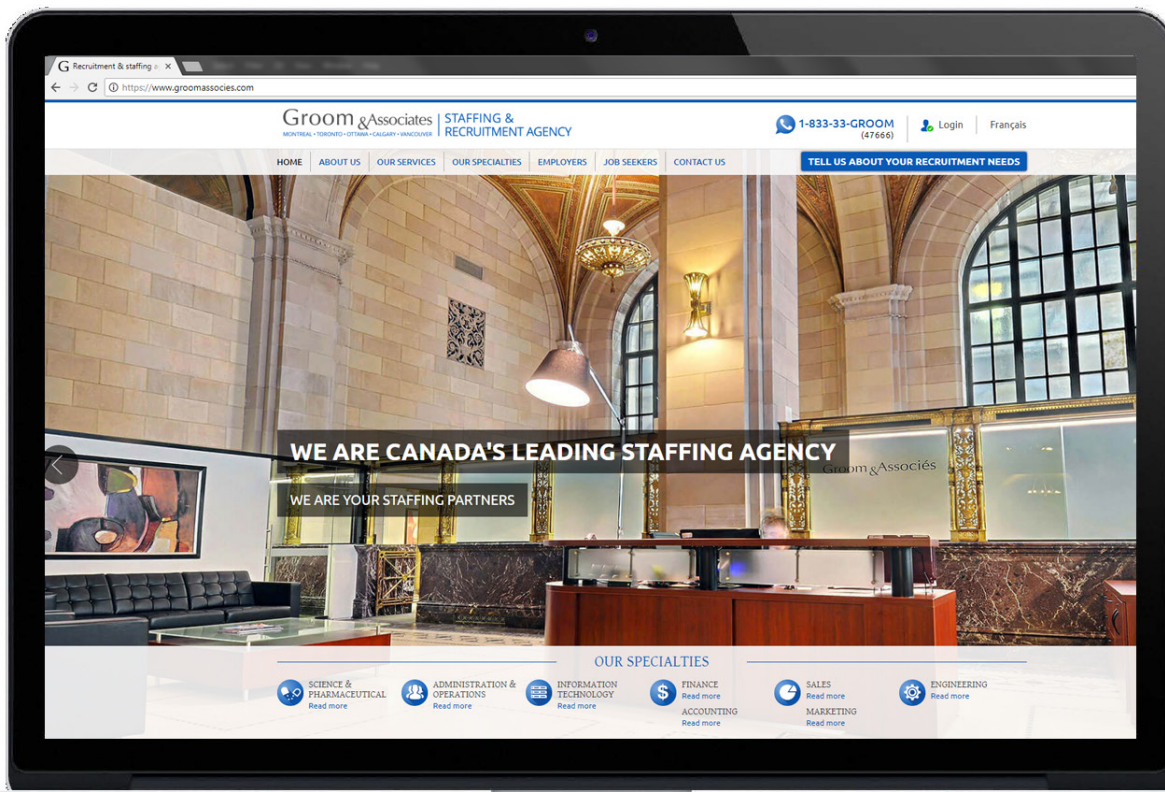 G Recruitment & staffing a
https://www.groomassocies.com
Groom &Associates
MONTREAL • TORONTO • OTTAWA • CALGARY • VANCOUVER
STAFFING &
RECRUITMENT AGENCY
1-833-33-GROOM
(47666)
Login
Français
HOME
ABOUT US
OUR SERVICES
OUR SPECIALTIES
EMPLOYERS
JOB SEEKERS
CONTACT US
TELL US ABOUT YOUR RECRUITMENT NEEDS
WE ARE CANADA'S LEADING STAFFING AGENCY
Groom &Associés
WE ARE YOUR STAFFING PARTNERS
OUR SPECIALTIES
SCIENCE &
PHARMACEUTICAL
Read more
ADMINISTRATION &
OPERATIONS
Read more
INFORMATION
TECHNOLOGY
Read more
$
FINANCE
Read more
ACCOUNTING
Read more
SALES
Read more
MARKETING
Read more
ENGINEERING
Read more